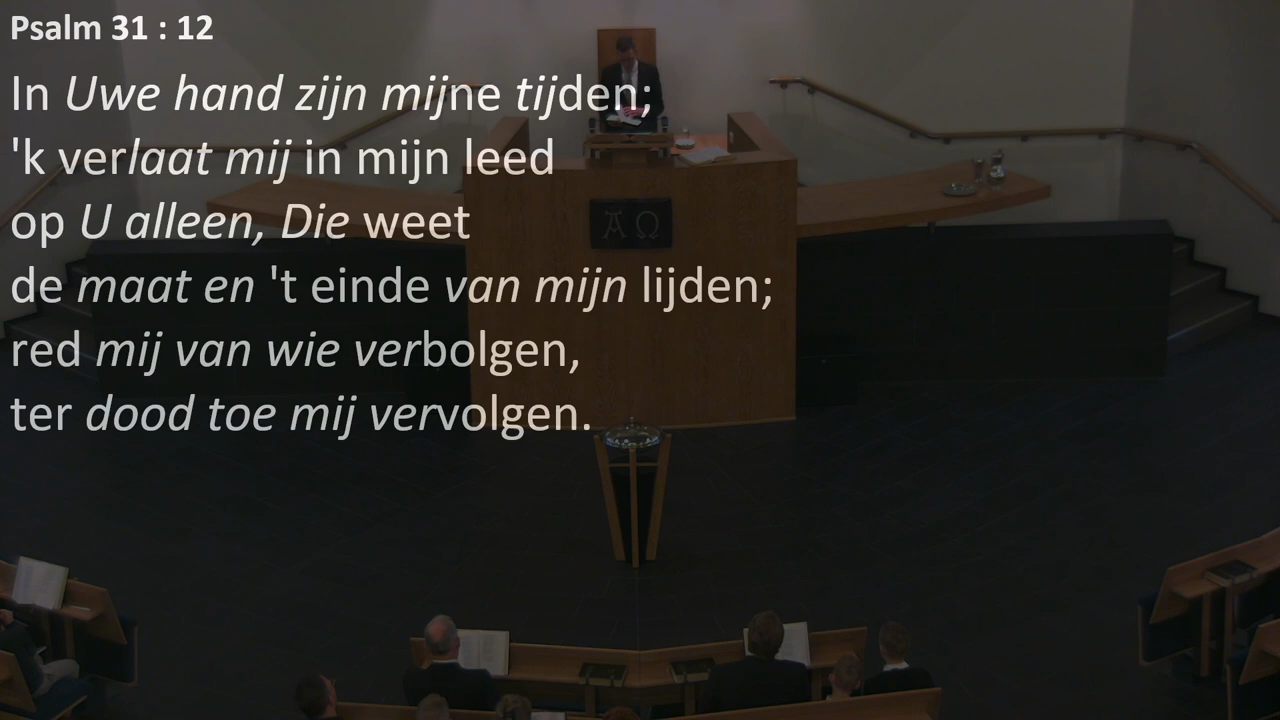 Psalm 31 : 12
In Uwe hand zijn mijne tijden;
'k verlaat mij in mijn leed
op U alleen, Die weet
de maat en 't einde van mijn lijden;
red mij van wie verbolgen,
ter dood toe mij vervolgen.
Α Ω